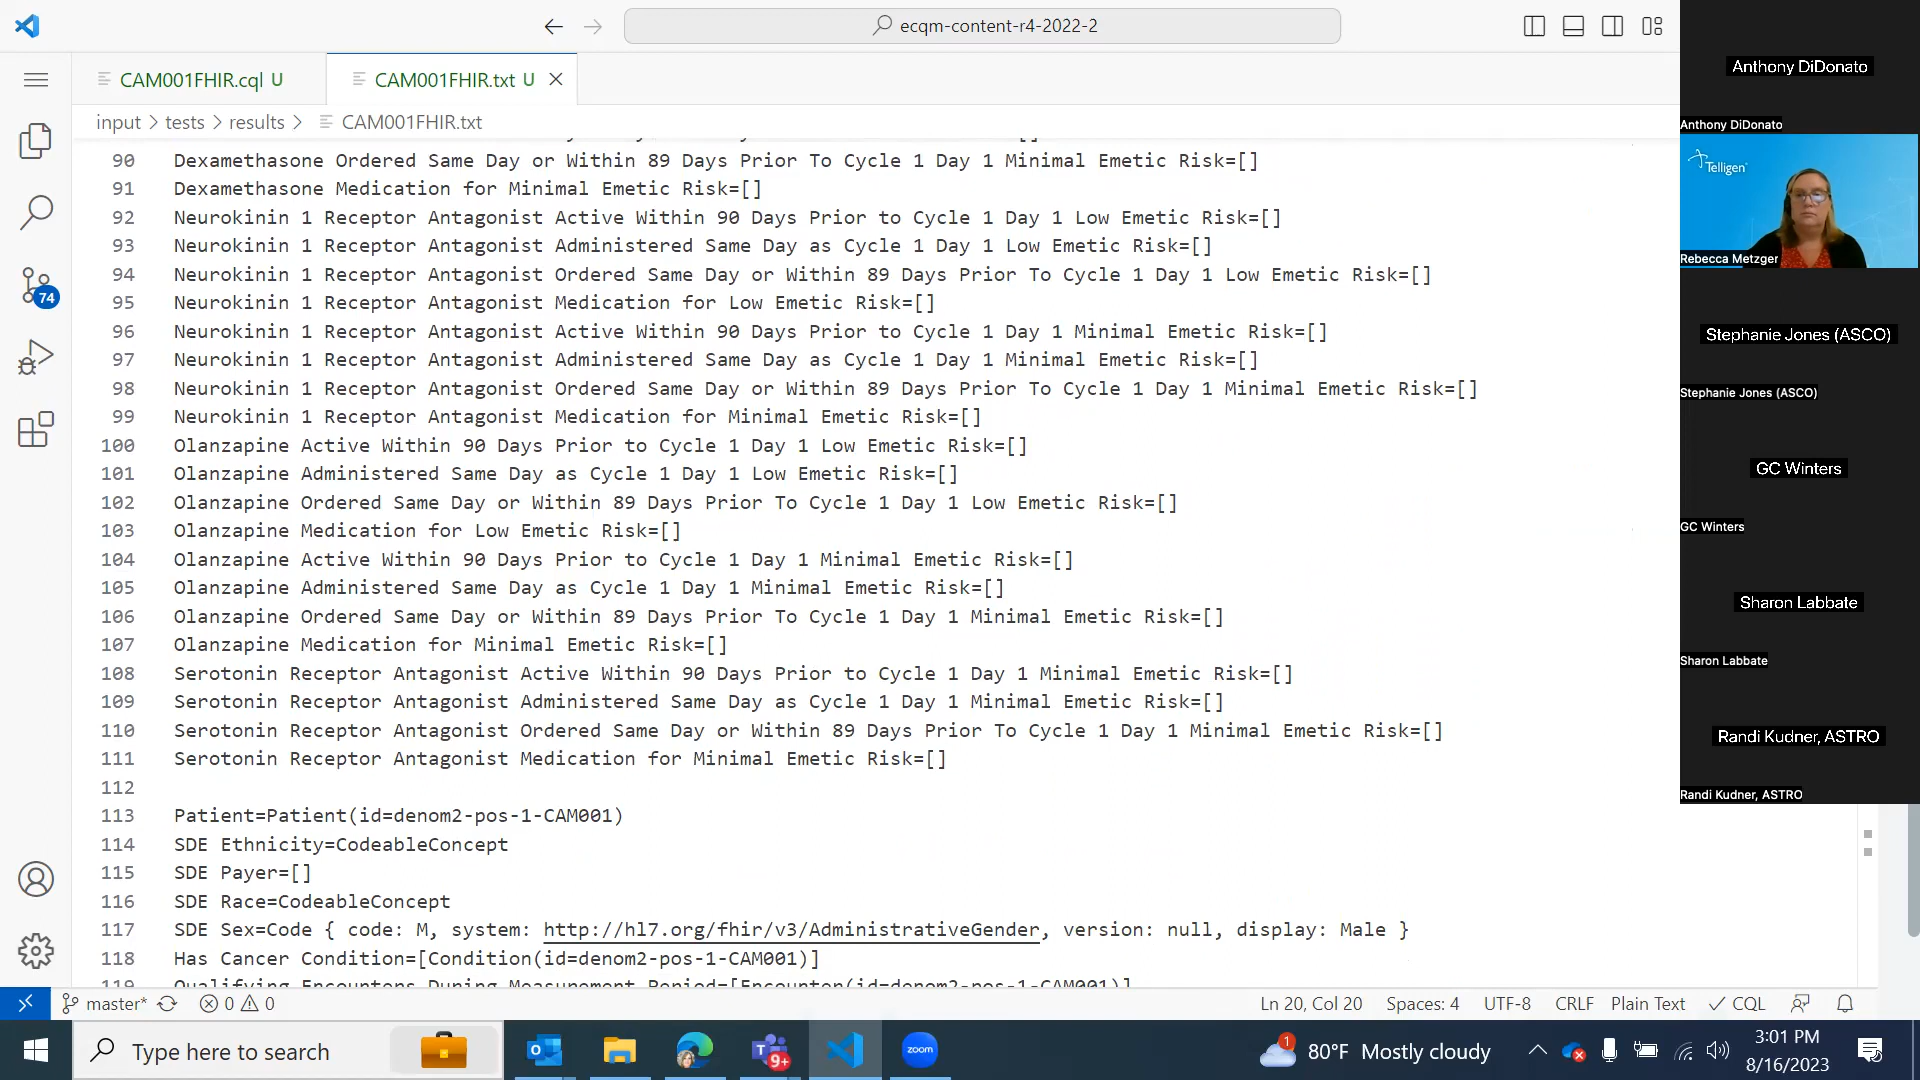 ecqm-content-r4-2022-2
CAM001FHIR.cql U
CAM001FHIR.txt U
input > tests > results > CAM001FHIR.txt
90 Dexamethasone Ordered Same Day or Within 89 Days Prior To Cycle 1 Day 1 Minimal Emetic Risk=[]
91 Dexamethasone Medication for Minimal Emetic Risk=[]
92 Neurokinin 1 Receptor Antagonist Active Within 90 Days Prior to Cycle 1 Day 1 Low Emetic Risk=[]
93 Neurokinin 1 Receptor Antagonist Administered Same Day as Cycle 1 Day 1 Low Emetic Risk=[]
94 Neurokinin 1 Receptor Antagonist Ordered Same Day or Within 89 Days Prior To Cycle 1 Day 1 Low Emetic Risk=[]
95 Neurokinin 1 Receptor Antagonist Medication for Low Emetic Risk=[]
96 Neurokinin 1 Receptor Antagonist Active Within 90 Days Prior to Cycle 1 Day 1 Minimal Emetic Risk=[]
97 Neurokinin 1 Receptor Antagonist Administered Same Day as Cycle 1 Day 1 Minimal Emetic Risk=[]
98 Neurokinin 1 Receptor Antagonist Ordered Same Day or Within 89 Days Prior To Cycle 1 Day 1 Minimal Emetic Risk=[]
99 Neurokinin 1 Receptor Antagonist Medication for Minimal Emetic Risk=[]
100 Olanzapine Active Within 90 Days Prior to Cycle 1 Day 1 Low Emetic Risk=[]
101 Olanzapine Administered Same Day as Cycle 1 Day 1 Low Emetic Risk=[]
102 Olanzapine Ordered Same Day or Within 89 Days Prior To Cycle 1 Day 1 Low Emetic Risk=[]
103 Olanzapine Medication for Low Emetic Risk=[]
104 Olanzapine Active Within 90 Days Prior to Cycle 1 Day 1 Minimal Emetic Risk=[]
105 Olanzapine Administered Same Day as Cycle 1 Day 1 Minimal Emetic Risk=[]
106 Olanzapine Ordered Same Day or Within 89 Days Prior To Cycle 1 Day 1 Minimal Emetic Risk=[]
107 Olanzapine Medication for Minimal Emetic Risk=[]
108 Serotonin Receptor Antagonist Active Within 90 Days Prior to Cycle 1 Day 1 Minimal Emetic Risk=[]
109 Serotonin Receptor Antagonist Administered Same Day as Cycle 1 Day 1 Minimal Emetic Risk=[]
110 Serotonin Receptor Antagonist Ordered Same Day or Within 89 Days Prior To Cycle 1 Day 1 Minimal Emetic Risk=[]
111 Serotonin Receptor Antagonist Medication for Minimal Emetic Risk=[]
112
113 Patient=Patient(id=denom2-pos-1-CAM001)
114 SDE Ethnicity=CodeableConcept
115 SDE Payer=[]
116 SDE Race=CodeableConcept
117 SDE Sex=Code { code: M, system: http://hl7.org/fhir/v3/AdministrativeGender, version: null, display: Male }
118 Has Cancer Condition=[Condition(id=denom2-pos-1-CAM001)]
119 Qualifying Encounters During Measurement Period=[Encounter(id=denom2-pos-1-CAM001)]
74
master* 0 0
Ln 20, Col 20 Spaces: 4 UTF-8 CRLF Plain Text CQL
Type here to search
9+
zoom
1
80°F Mostly cloudy
3:01 PM
8/16/2023
Anthony DiDonato
Anthony DiDonato
Telligen
Rebecca Metzger
Stephanie Jones (ASCO)
Stephanie Jones (ASCO)
GC Winters
GC Winters
Sharon Labbate
Sharon Labbate
Randi Kudner, ASTRO
Randi Kudner, ASTRO